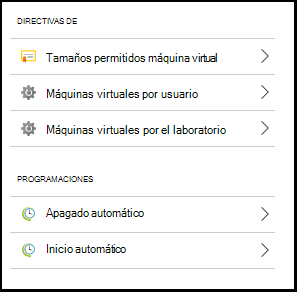 DIRECTIVAS DE
Tamaños permitidos máquina virtual
Máquinas virtuales por usuario
Máquinas virtuales por el laboratorio
PROGRAMACIONES
Apagado automático
Inicio automático